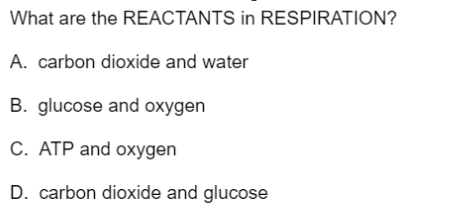 What are the REACTANTS in RESPIRATION?
A. carbon dioxide and water
B. glucose and oxygen
C. ATP and oxygen
D. carbon dioxide and glucose